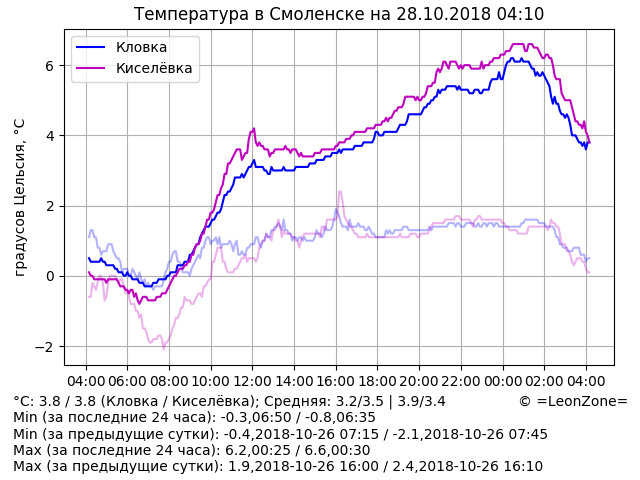 Температура в Смоленске на 28.10.2018 04:10
Кловка
Киселёвка
градусов Цельсия, °C
6
4
2
0
−2
04:00 06:00 08:00 10:00 12:00 14:00 16:00 18:00 20:00 22:00 00:00 02:00 04:00
°C: 3.8 / 3.8 (Кловка / Киселёвка); Средняя: 3.2/3.5 | 3.9/3.4 © =LeonZone=
Min (за последние 24 часа): -0.3,06:50 / -0.8,06:35
Min (за предыдущие сутки): -0.4,2018-10-26 07:15 / -2.1,2018-10-26 07:45
Max (за последние 24 часа): 6.2,00:25 / 6.6,00:30
Max (за предыдущие сутки): 1.9,2018-10-26 16:00 / 2.4,2018-10-26 16:10